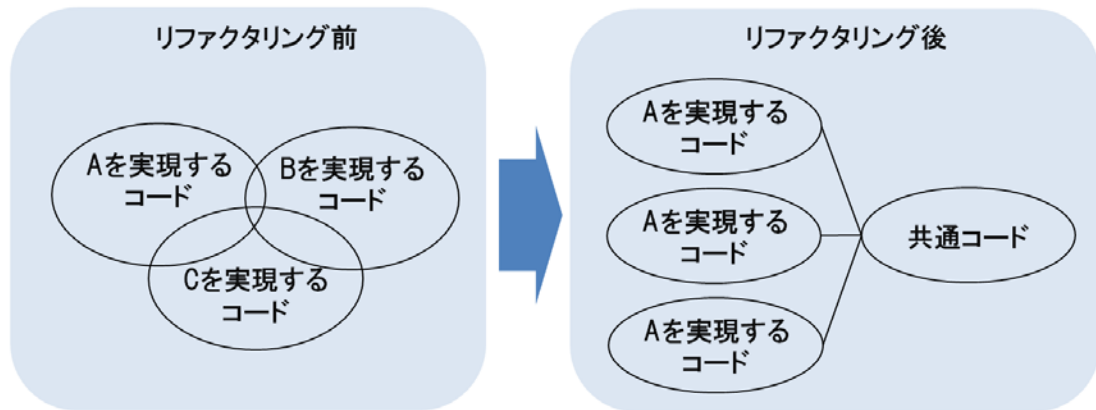 リファクタリング前
Aを実現する
コード
Bを実現する
コード
Cを実現する
コード
リファクタリング後
Aを実現する
コード
Aを実現する
コード
Aを実現する
コード
共通コード